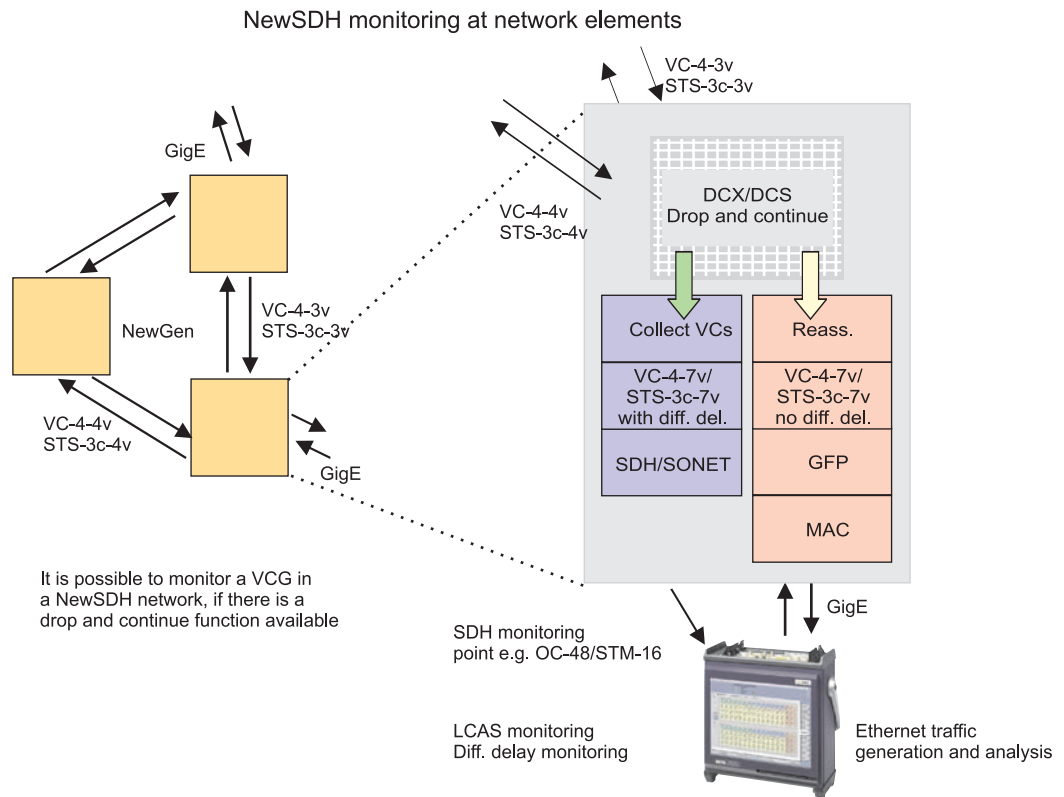 NewSDH monitoring at network elements
VC-4-3v
STS-3c-3v
GigE
VC-4-4v
STS-3c-4v
DCX/DCS
Drop and continue
NewGen
VC-4-3v
STS-3c-3v
Collect VCs
Reass.
VC-4-7v/
STS-3c-7v
with diff. del.
VC-4-7v/
STS-3c-7v
no diff. del.
VC-4-4v
STS-3c-4v
GigE
SDH/SONET
GFP
MAC
It is possible to monitor a VCG in
a NewSDH network, if there is a
drop and continue function available
GigE
SDH monitoring
point e.g. OC-48/STM-16
LCAS monitoring
Diff. delay monitoring
Ethernet traffic
generation and analysis